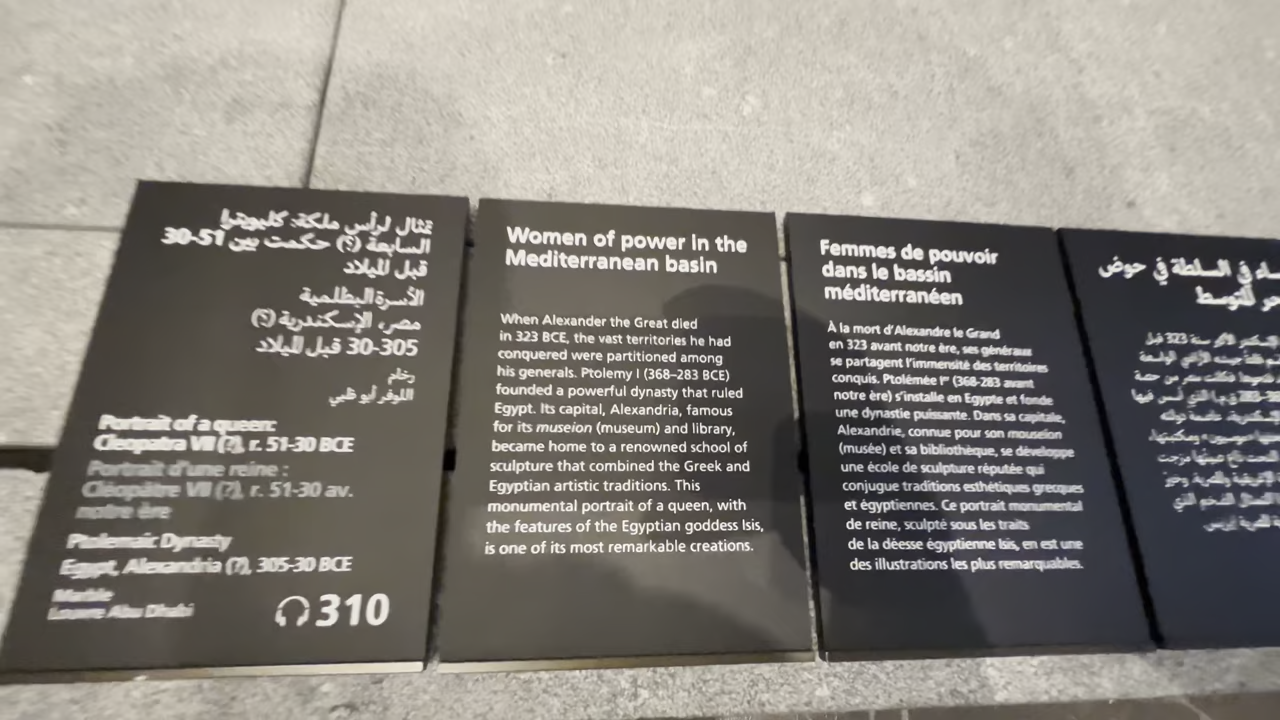 تمثال لرأس ملكة: كليوبترا
السابعة (؟) حكمت بين 51-30
قبل الميلاد
الأسرة البطلمية
مصر، الإسكندرية (؟)
305-30 قبل الميلاد
رخام
اللوفر أبو ظبي
Portrait of a queen:
Cleopatra VII (?), r. 51-30 BCE
Portrait d'une reine :
Cléopâtre VII (?), r. 51-30 av.
notre ère
Ptolemaic Dynasty
Egypt, Alexandria (?), 305-30 BCE
Marble
Louvre Abu Dhabi
310
Women of power in the
Mediterranean basin
When Alexander the Great died
in 323 BCE, the vast territories he had
conquered were partitioned among
his generals. Ptolemy I (368–283 BCE)
founded a powerful dynasty that ruled
Egypt. Its capital, Alexandria, famous
for its museion (museum) and library,
became home to a renowned school of
sculpture that combined the Greek and
Egyptian artistic traditions. This
monumental portrait of a queen, with
the features of the Egyptian goddess Isis,
is one of its most remarkable creations.
Femmes de pouvoir
dans le bassin
méditerranéen
À la mort d'Alexandre le Grand
en 323 avant notre ère, ses généraux
se partagent l'immensité des territoires
conquis. Ptolémée Iᵉʳ (368-283 avant
notre ère) s'installe en Egypte et fonde
une dynastie puissante. Dans sa capitale,
Alexandrie, connue pour son mouseion
(musée) et sa bibliothèque, se développe
une école de sculpture réputée qui
conjugue traditions esthétiques grecques
et égyptiennes. Ce portrait monumental
de reine, sculpté sous les traits
de la déesse égyptienne Isis, en est une
des illustrations les plus remarquables.
في السلطة في حوض
المتوسط
سنة 323 قبل